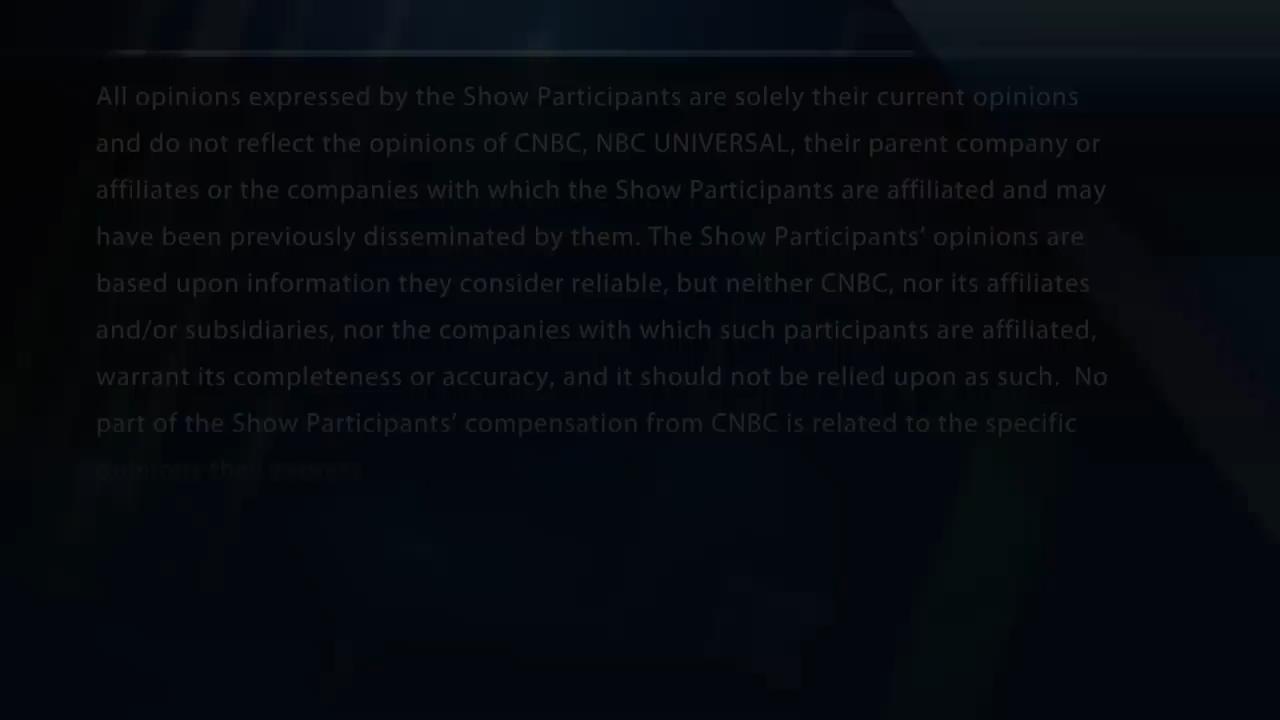 All opinions expressed by the Show Participants are solely their current opinions
and do not reflect the opinions of CNBC, NBC UNIVERSAL, their parent company or
affiliates or the companies with which the Show Participants are affiliated and may
have been previously disseminated by them. The Show Participants’ opinions are
based upon information they consider reliable, but neither CNBC, nor its affiliates
and/or subsidiaries, nor the companies with which such participants are affiliated,
warrant its completeness or accuracy, and it should not be relied upon as such.  No
part of the Show Participants’ compensation from CNBC is related to the specific
opinions they